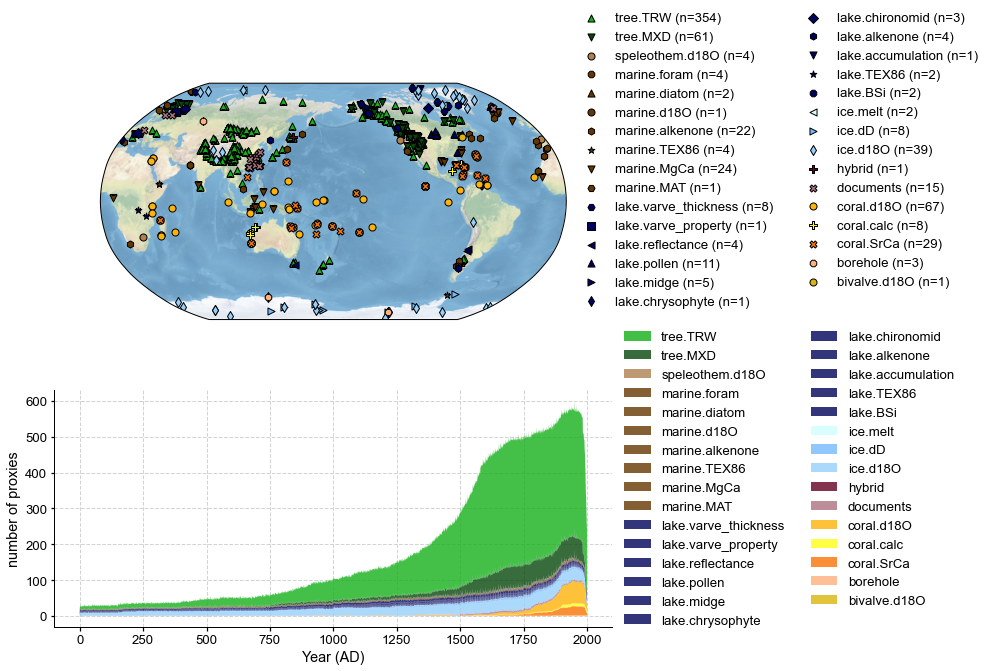 tree.TRW (n=354)
tree.MXD (n=61)
speleothem.d18O (n=4)
marine.foram (n=4)
marine.diatom (n=2)
marine.d18O (n=1)
marine.alkenone (n=22)
marine.TEX86 (n=4)
marine.MgCa (n=24)
marine.MAT (n=1)
lake.varve_thickness (n=8)
lake.varve_property (n=1)
lake.reflectance (n=4)
lake.pollen (n=11)
lake.midge (n=5)
lake.chrysophyte (n=1)
lake.chironomid (n=3)
lake.alkenone (n=4)
lake.accumulation (n=1)
lake.TEX86 (n=2)
lake.BSi (n=2)
ice.melt (n=2)
ice.dD (n=8)
ice.d18O (n=39)
hybrid (n=1)
documents (n=15)
coral.d18O (n=67)
coral.calc (n=8)
coral.SrCa (n=29)
borehole (n=3)
bivalve.d18O (n=1)
number of proxies
600
500
400
300
200
100
0
0 250 500 750 1000 1250 1500 1750 2000
Year (AD)
tree.TRW
tree.MXD
speleothem.d18O
marine.foram
marine.diatom
marine.d18O
marine.alkenone
marine.TEX86
marine.MgCa
marine.MAT
lake.varve_thickness
lake.varve_property
lake.reflectance
lake.pollen
lake.midge
lake.chrysophyte
lake.chironomid
lake.alkenone
lake.accumulation
lake.TEX86
lake.BSi
ice.melt
ice.dD
ice.d18O
hybrid
documents
coral.d18O
coral.calc
coral.SrCa
borehole
bivalve.d18O